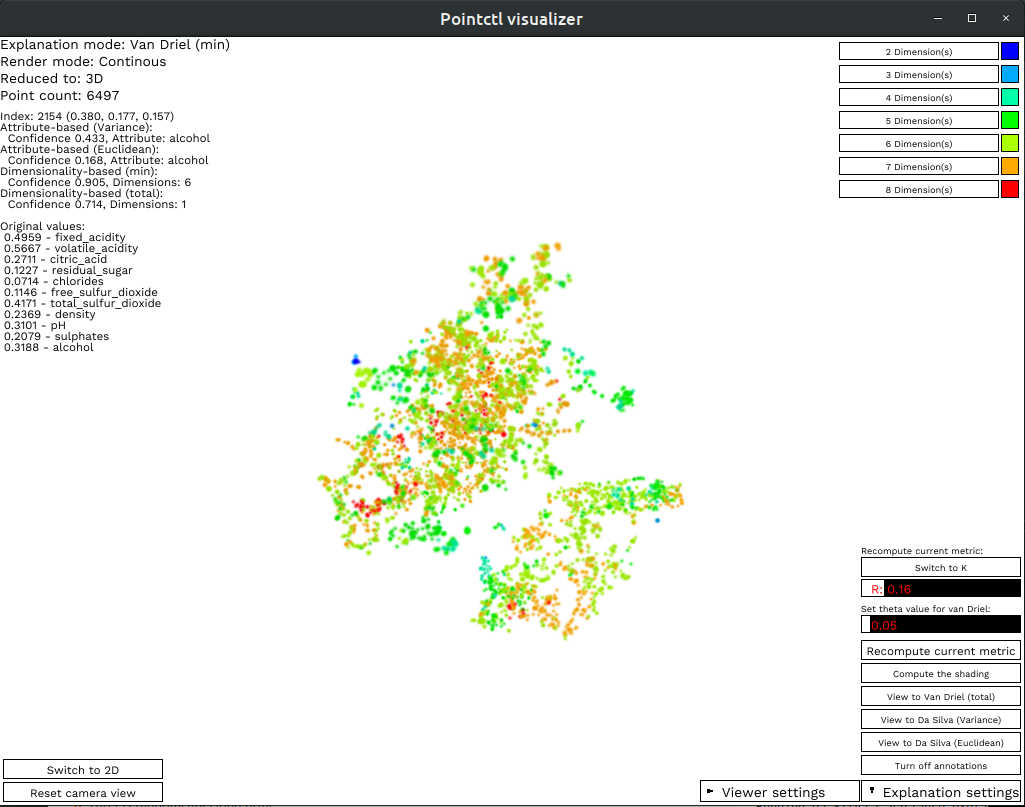 Pointctl visualizer
Explanation mode: Van Driel (min)
Render mode: Continous
Reduced to: 3D
Point count: 6497
Index: 2154 (0.380, 0.177, 0.157)
Attribute-based (Variance):
Confidence 0.433, Attribute: alcohol
Attribute-based (Euclidean):
Confidence 0.168, Attribute: alcohol
Dimensionality-based (min):
Confidence 0.905, Dimensions: 6
Dimensionality-based (total):
Confidence 0.714, Dimensions: 1
Original values:
0.4959 - fixed_acidity
0.5667 - volatile_acidity
0.2711 - citric_acid
0.1227 - residual_sugar
0.0714 - chlorides
0.1146 - free_sulfur_dioxide
0.4171 - total_sulfur_dioxide
0.2369 - density
0.3101 - pH
0.2079 - sulphates
0.3188 - alcohol
2 Dimension(s)
3 Dimension(s)
4 Dimension(s)
5 Dimension(s)
6 Dimension(s)
7 Dimension(s)
8 Dimension(s)
Recompute current metric:
Switch to K
R: 0.16
Set theta value for van Driel:
0.05
Recompute current metric
Compute the shading
View to Van Driel (total)
View to Da Silva (Variance)
View to Da Silva (Euclidean)
Turn off annotations
Switch to 2D
Reset camera view
Viewer settings
Explanation settings